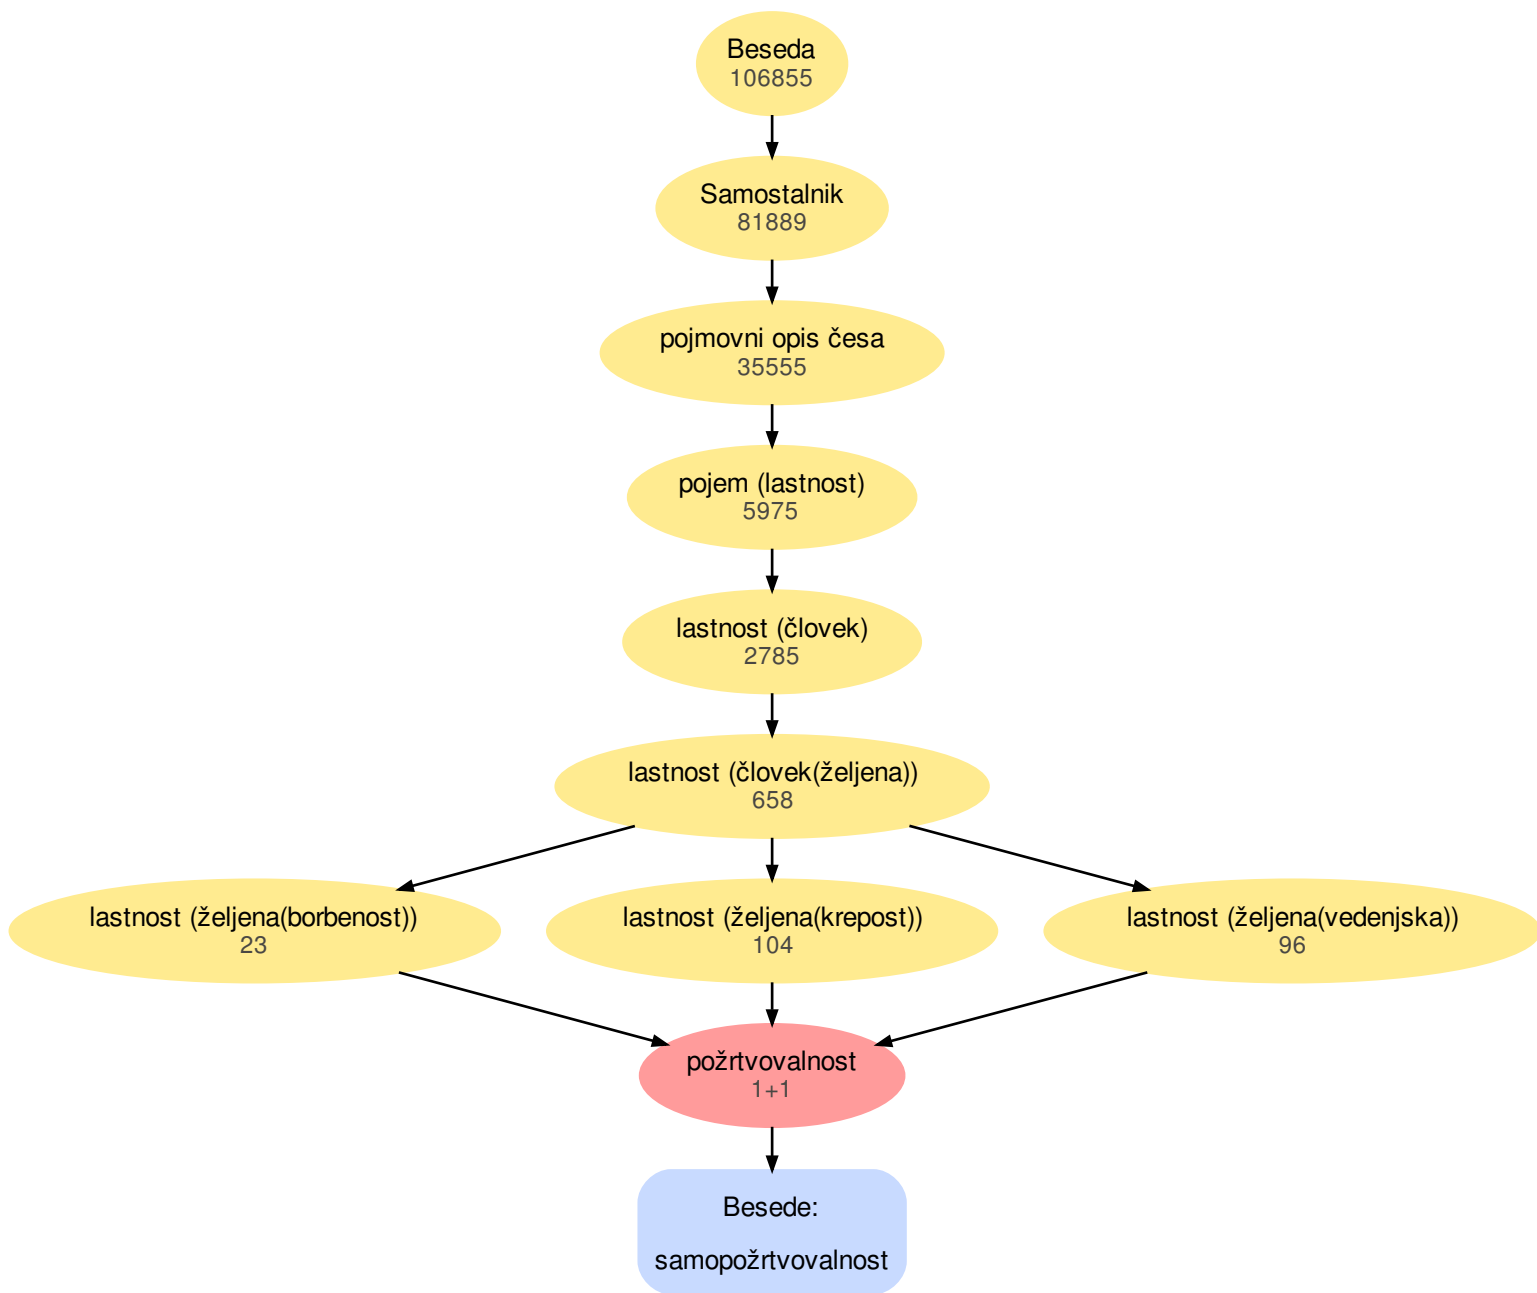 Beseda
106855
Samostalnik
81889
pojmovni opis česa
35555
pojem (lastnost)
5975
lastnost (človek)
2785
lastnost (človek(željena))
658
lastnost (željena(borbenost))
23
lastnost (željena(krepost))
104
lastnost (željena(vedenjska))
96
požrtvovalnost
1+1
Besede:
samopožrtvovalnost